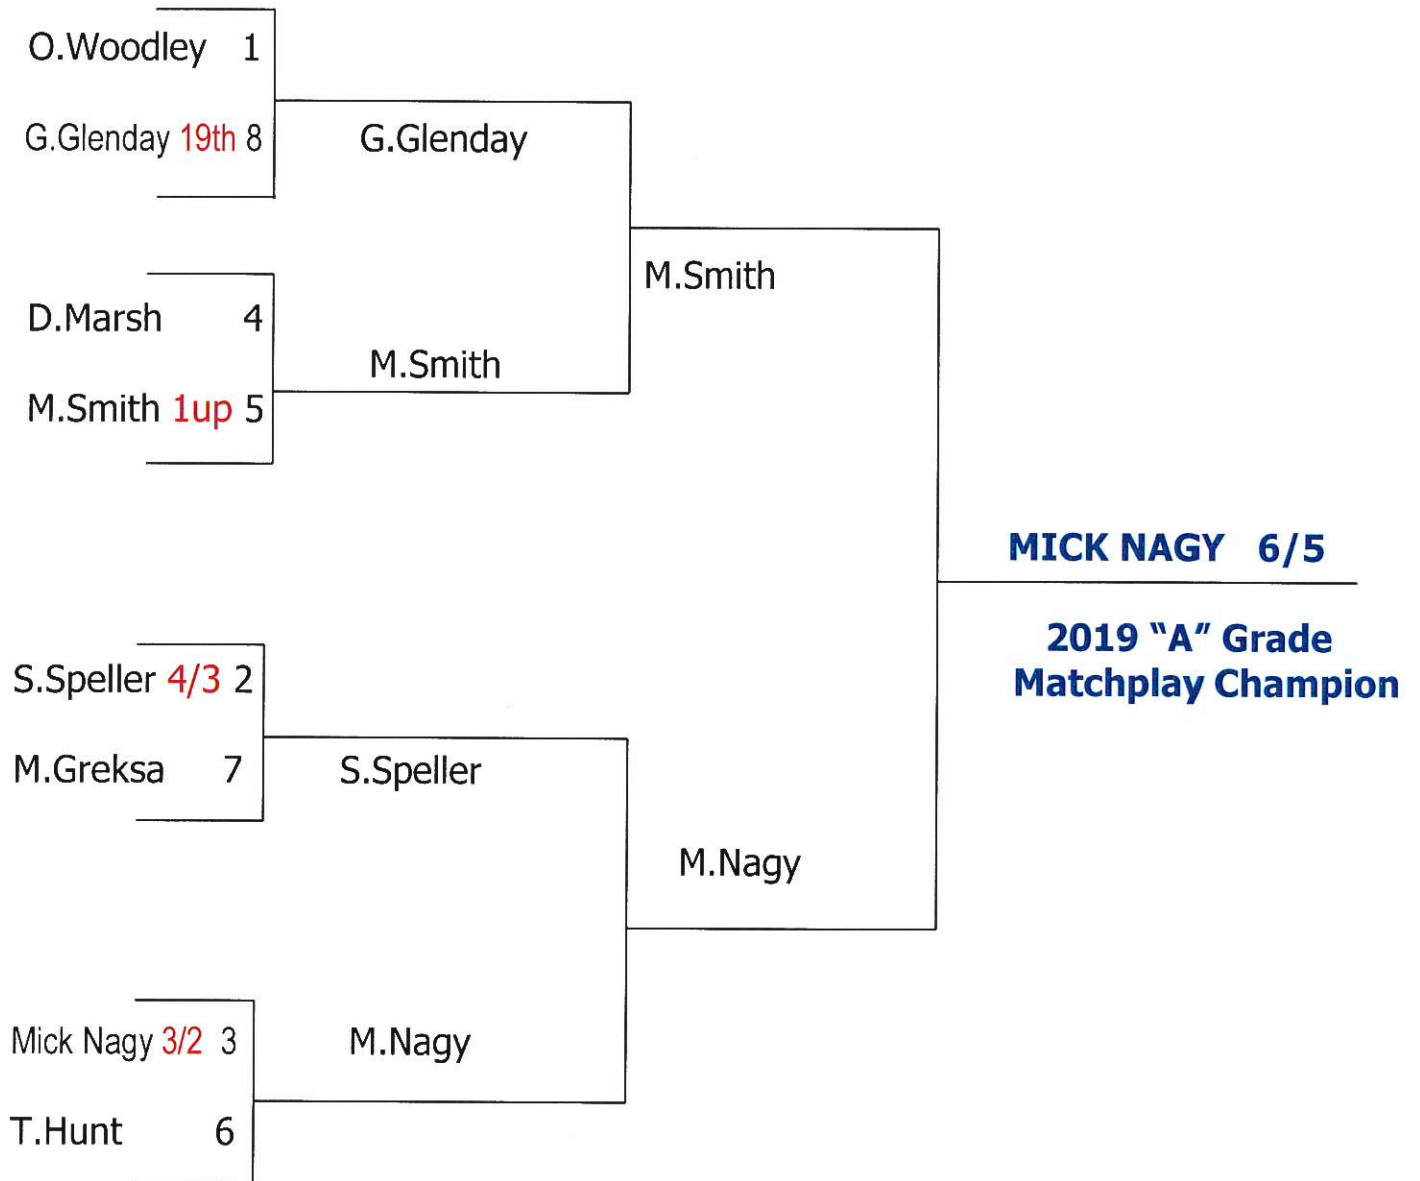 O.Woodley 1
G.Glenday 19th 8
G.Glenday
D.Marsh 4
M.Smith 1up 5
M.Smith
M.Smith
S.Speller 4/3 2
M.Greksa 7
S.Speller
Mick Nagy 3/2 3
T.Hunt 6
M.Nagy
M.Nagy
MICK NAGY 6/5
2019 “A” Grade
Matchplay Champion